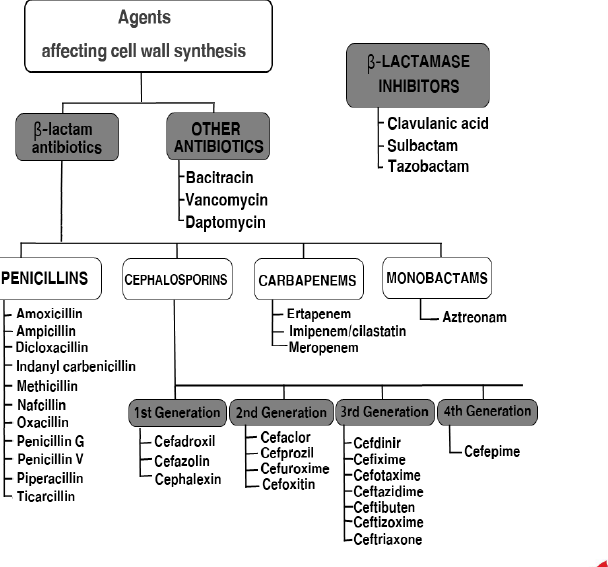 Agents
affecting cell wall synthesis
β-LACTAMASE
INHIBITORS
Clavulanic acid
Sulbactam
Tazobactam
β-lactam
antibiotics
OTHER
ANTIBIOTICS
Bacitracin
Vancomycin
Daptomycin
PENICILLINS
Amoxicillin
Ampicillin
Dicloxacillin
Indanyl carbenicillin
Methicillin
Nafcillin
Oxacillin
Penicillin G
Penicillin V
Piperacillin
Ticarcillin
CEPHALOSPORINS
CARBAPENEMS
Ertapenem
Imipenem/cilastatin
Meropenem
MONOBACTAMS
Aztreonam
1st Generation
Cefadroxil
Cefazolin
Cephalexin
2nd Generation
Cefaclor
Cefprozil
Cefuroxime
Cefoxitin
3rd Generation
Cefdinir
Cefixime
Cefotaxime
Ceftazidime
Ceftibuten
Ceftizoxime
Ceftriaxone
4th Generation
Cefepime